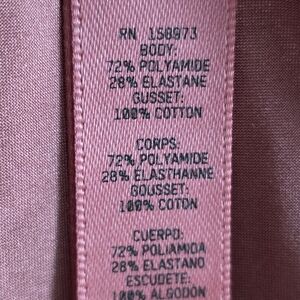 RN 158973
BODY:
72% POLYAMIDE
28% ELASTANE
GUSSET:
100% COTTON
CORPS:
72% POLYAMIDE
28% ELASTHANNE
GOUSSET:
100% COTON
CUERPO:
72% POLIAMIDA
28% ELASTANO
ESCUDETE:
100% ALGODÓN